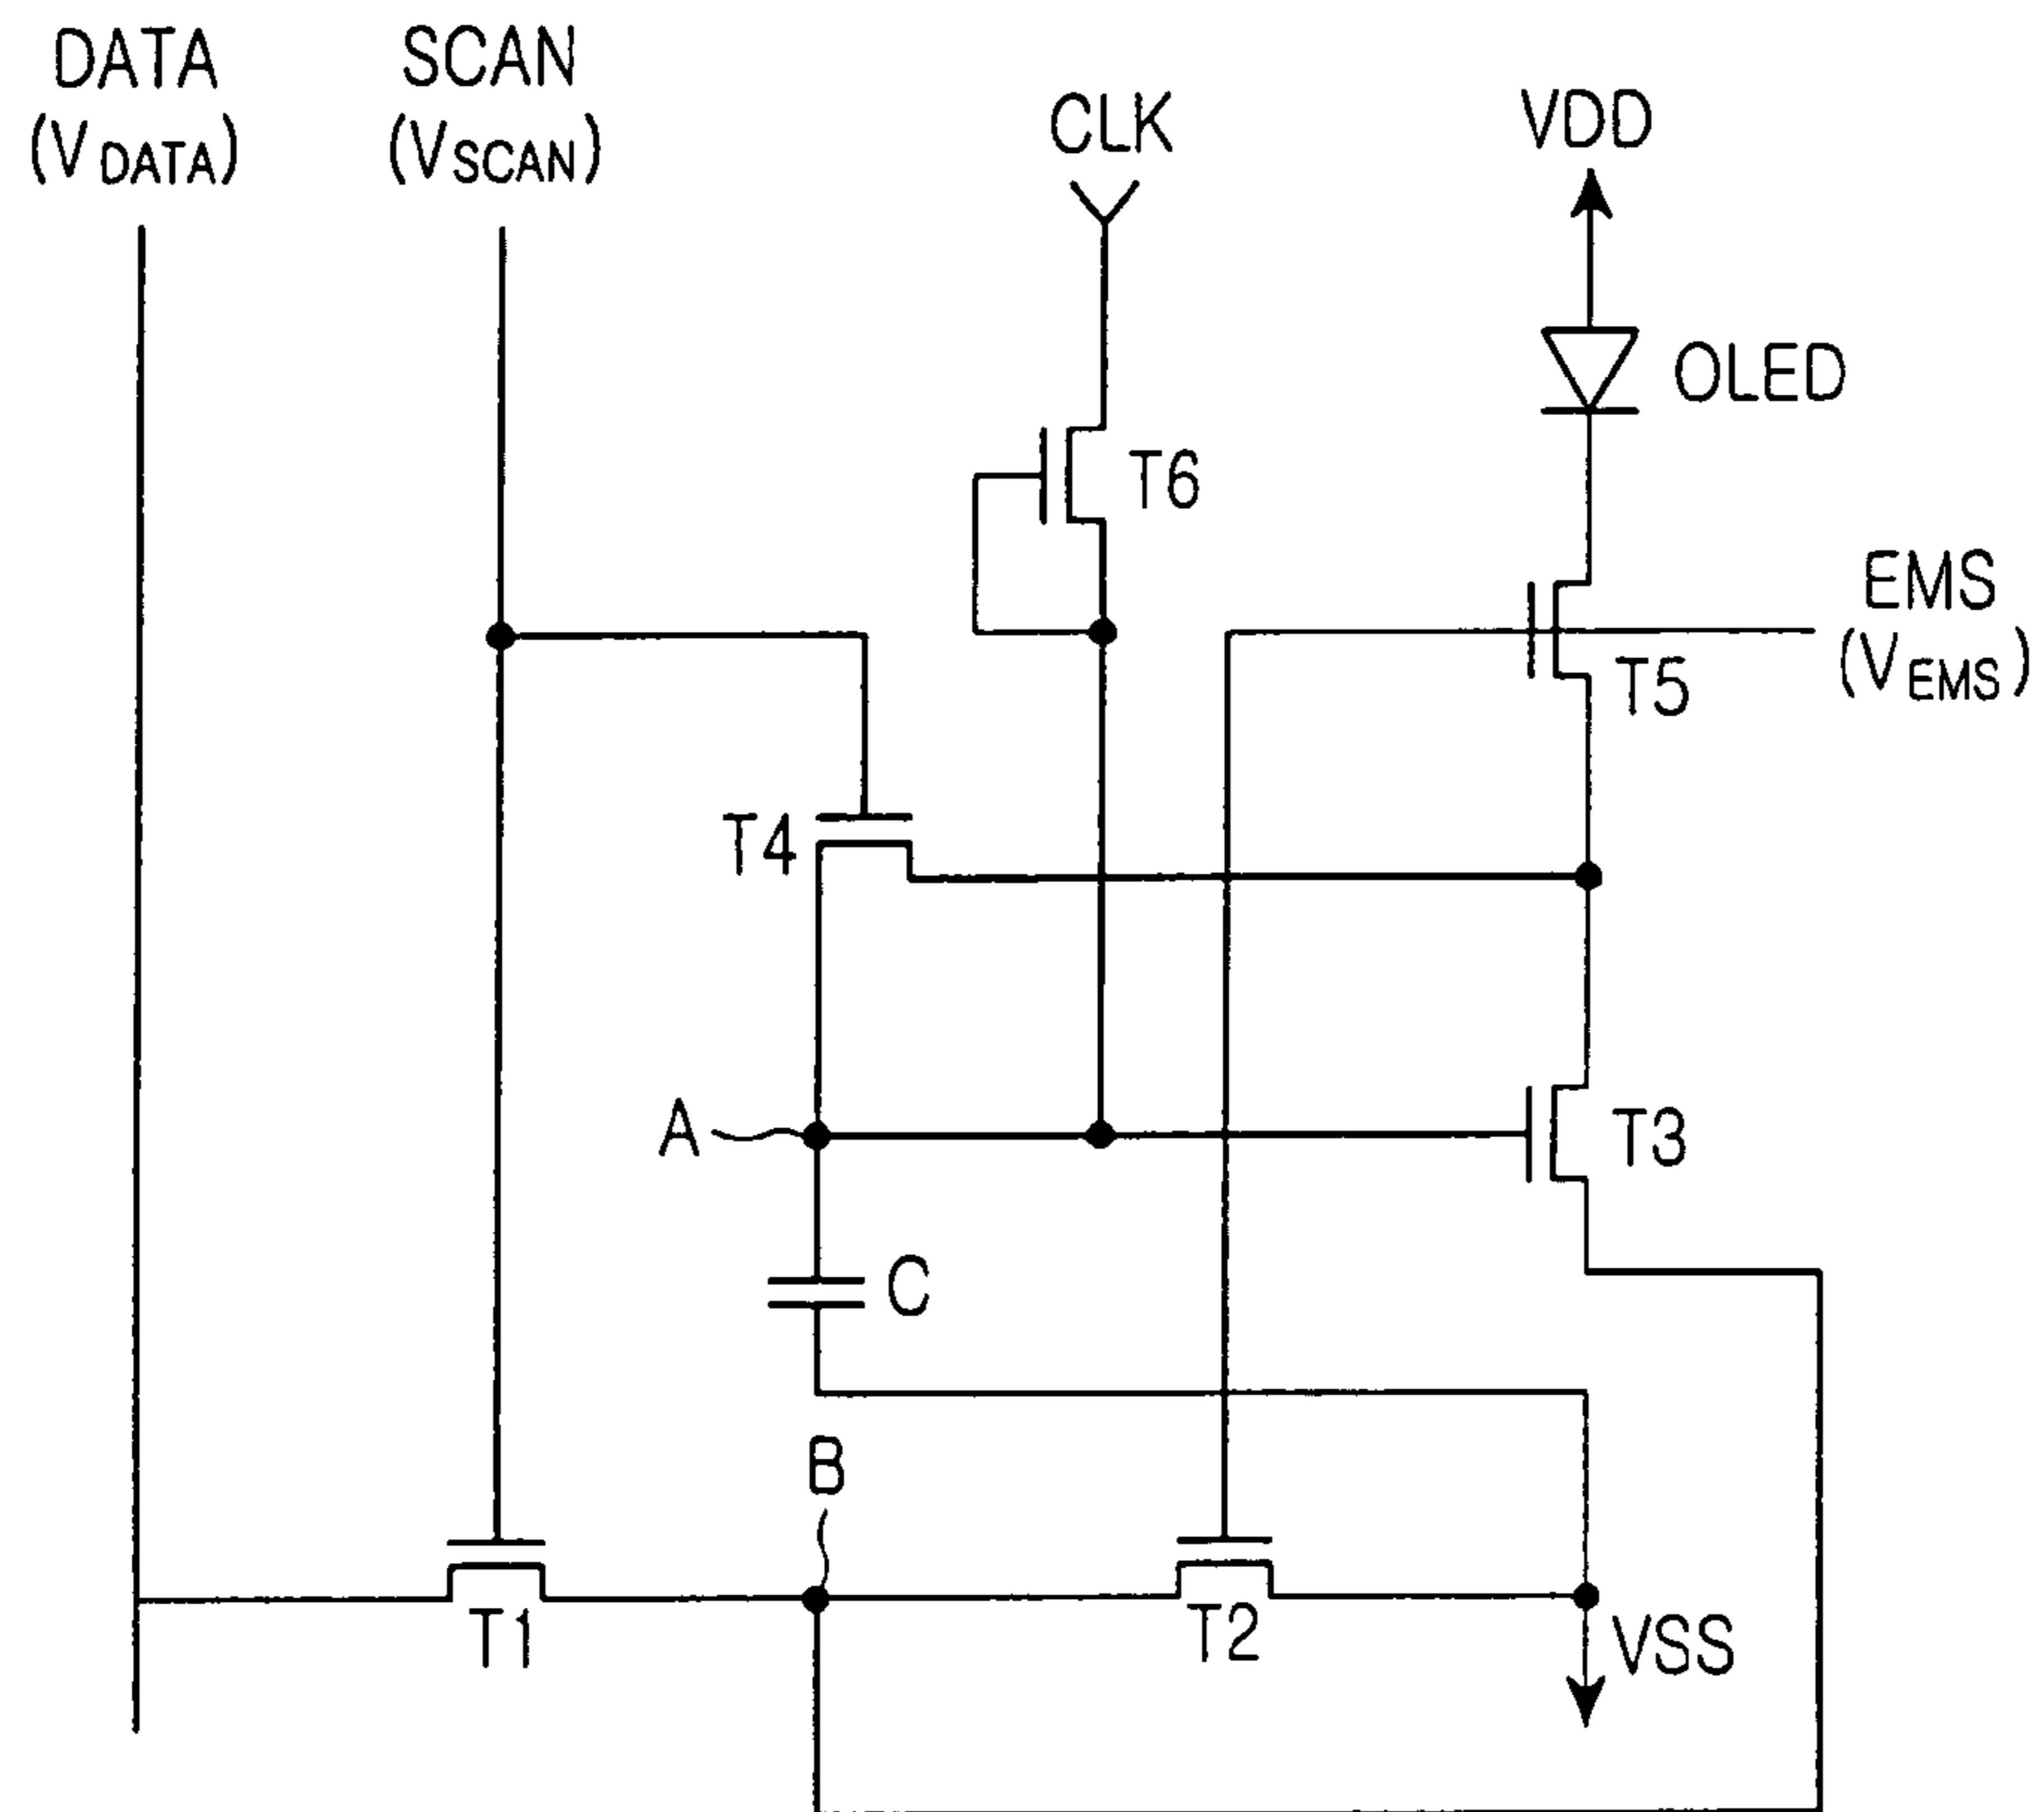 DATA
(VDATA)
SCAN
(VSCAN)
CLK
VDD
OLED
T6
EMS
(VEMS)
T5
T4
A
T3
C
B
T1
T2
VSS